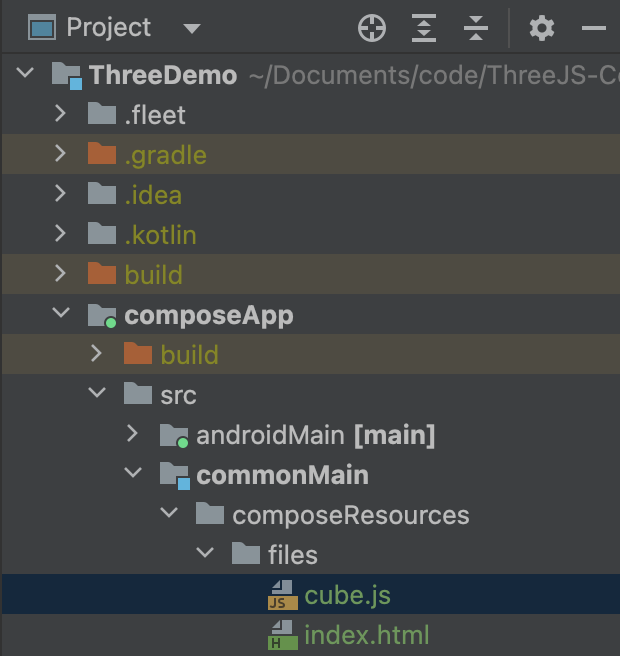 Project
ThreeDemo ~/Documents/code/ThreeJS-Co
.fleet
.gradle
.idea
.kotlin
build
composeApp
build
src
androidMain [main]
commonMain
composeResources
files
JS cube.js
H index.html